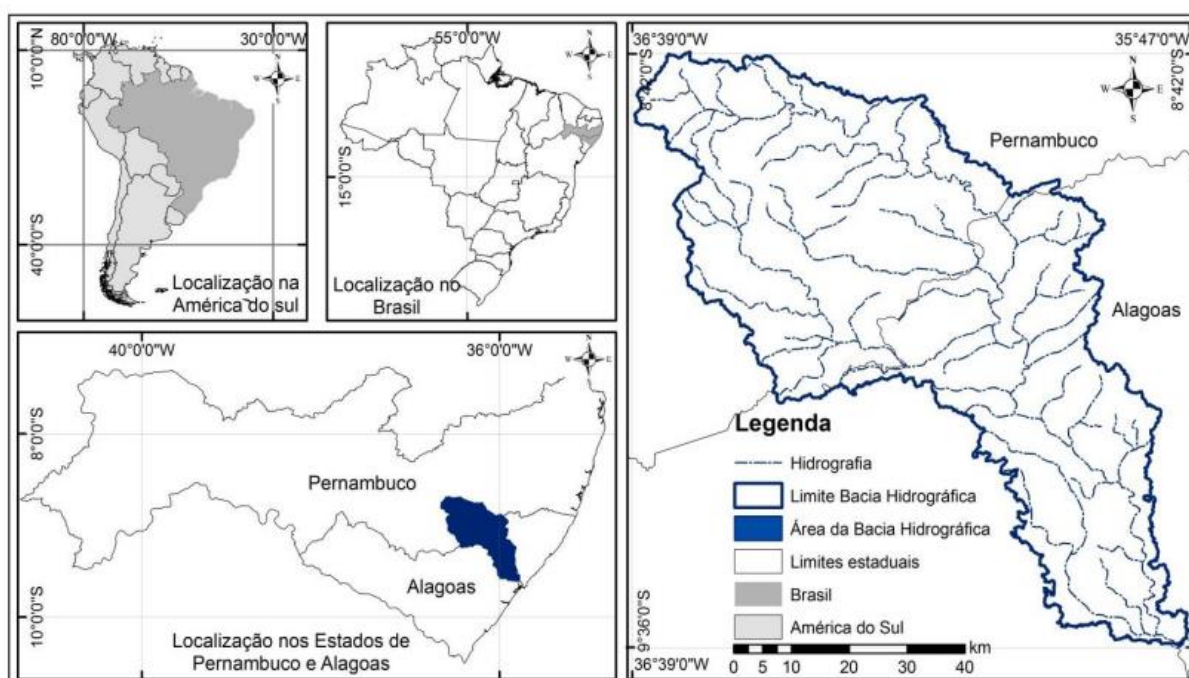 80°0'0"W
30°0'0"W
10°0'0"N
40°0'0"S
N
W
E
S
Localização na
América do sul
55°0'0"W
15°0'0"S
N
W
E
S
Localização no
Brasil
40°0'0"W
36°0'0"W
8°0'0"S
10°0'0"S
N
W
E
S
Pernambuco
Alagoas
Localização nos Estados de
Pernambuco e Alagoas
36°39'0"W
35°47'0"W
8°42'0"S
N
W
E
S
Pernambuco
Alagoas
Legenda
Hidrografia
Limite Bacia Hidrográfica
Área da Bacia Hidrográfica
Limites estaduais
Brasil
América do Sul
km
0 5 10 20 30 40
9°36'0"S
36°39'0"W
35°47'0"W